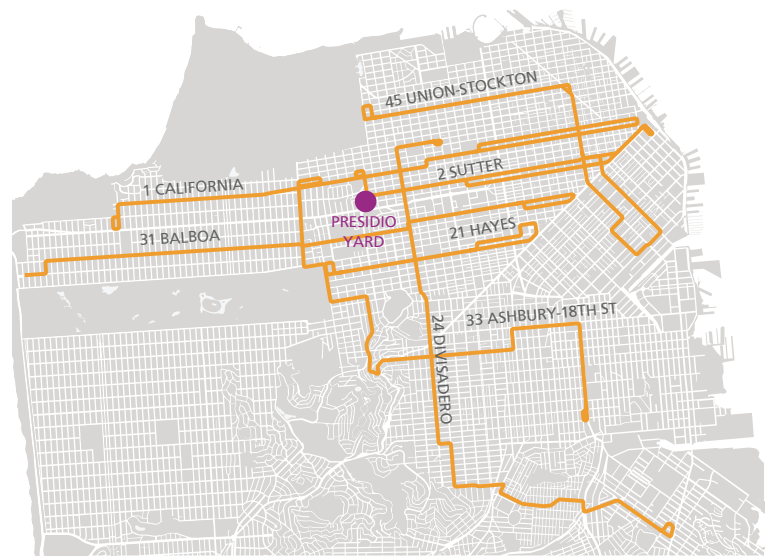 45 UNION-STOCKTON
2 SUTTER
1 CALIFORNIA
PRESIDIO
YARD
21 HAYES
31 BALBOA
33 ASHBURY-18TH ST
24 DIVISADERO